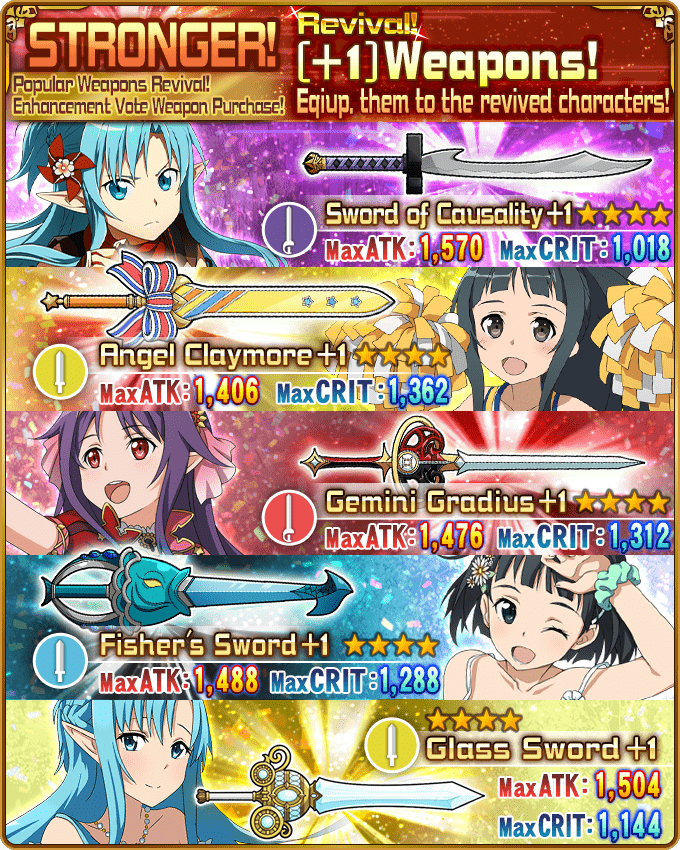 STRONGER!
Popular Weapons Revival!
Enhancement Vote Weapon Purchase!
Revival!
[+1]Weapons!
Eqiup, them to the revived characters!
Sword of Causality+1★★★★
MaxATK:1,570 MaxCRIT:1,018
Angel Claymore+1★★★★
MaxATK:1,406 MaxCRIT:1,362
Gemini Gradius+1★★★★
MaxATK:1,476 MaxCRIT:1,312
Fisher's Sword+1 ★★★★
MaxATK:1,488 MaxCRIT:1,288
★★★★
Glass Sword+1
MaxATK:1,504
MaxCRIT:1,144